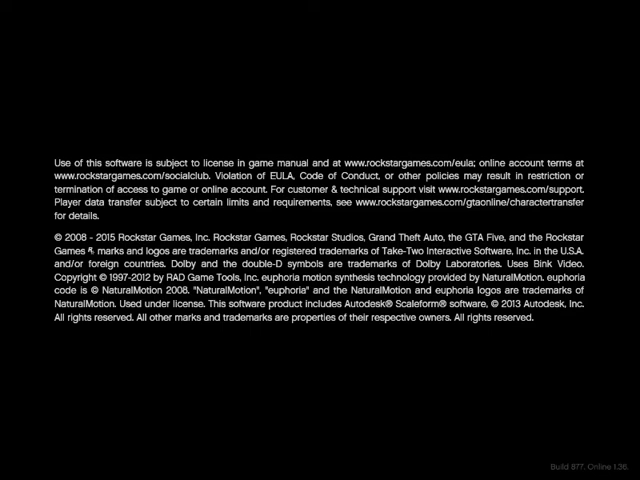 Use of this software is subject to license in game manual and at www.rockstargames.com/eula; online account terms at
www.rockstargames.com/socialclub. Violation of EULA, Code of Conduct, or other policies may result in restriction or
termination of access to game or online account. For customer & technical support visit www.rockstargames.com/support.
Player data transfer subject to certain limits and requirements, see www.rockstargames.com/gtaonline/charactertransfer
for details.
© 2008 - 2015 Rockstar Games, Inc. Rockstar Games, Rockstar Studios, Grand Theft Auto, the GTA Five, and the Rockstar
Games R* marks and logos are trademarks and/or registered trademarks of Take-Two Interactive Software, Inc. in the U.S.A.
and/or foreign countries. Dolby and the double-D symbols are trademarks of Dolby Laboratories. Uses Bink Video.
Copyright © 1997-2012 by RAD Game Tools, Inc. euphoria motion synthesis technology provided by NaturalMotion. euphoria
code is © NaturalMotion 2008. "NaturalMotion", "euphoria" and the NaturalMotion and euphoria logos are trademarks of
NaturalMotion. Used under license. This software product includes Autodesk® Scaleform® software, © 2013 Autodesk, Inc.
All rights reserved. All other marks and trademarks are properties of their respective owners. All rights reserved.
Build 877. Online 1.36.